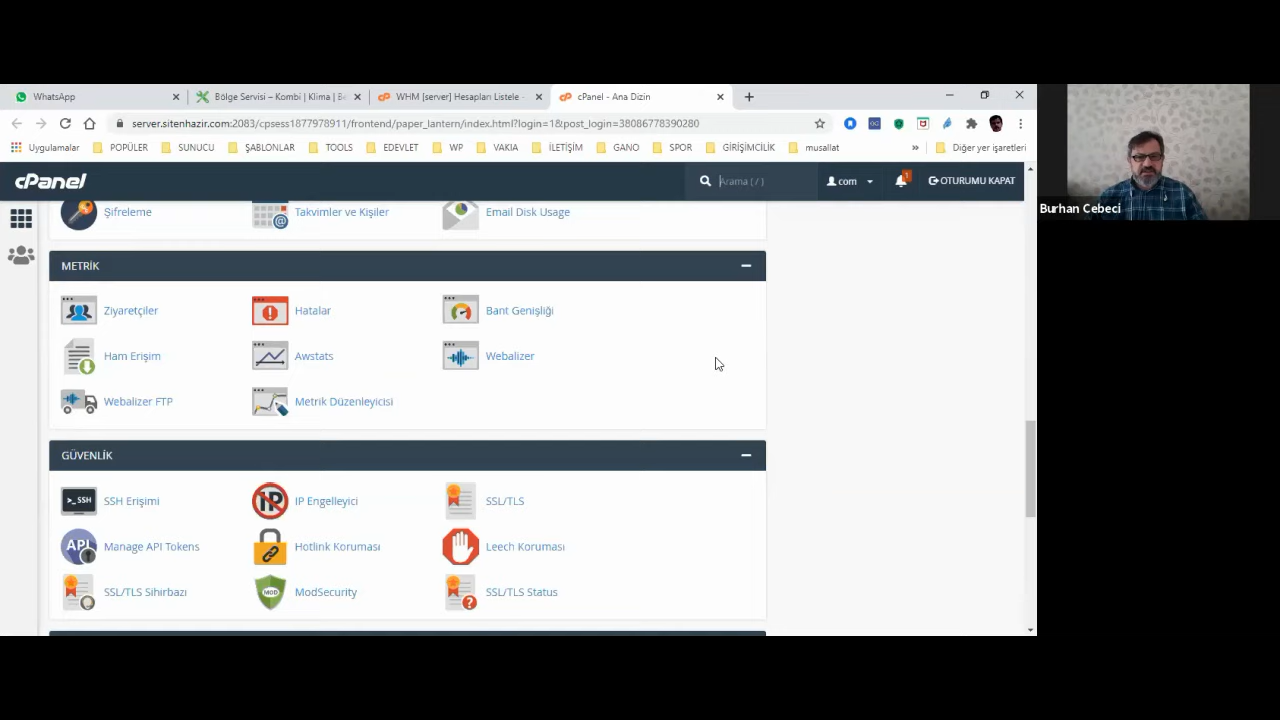 WhatsApp
Bölge Servisi – Kombi | Klima | Be
WHM [server] Hesapları Listele -
cPanel - Ana Dizin
server.sitenhazir.com:2083/cpsess1877978911/frontend/paper_lantern/index.html?login=1&post_login=38086778390280
Uygulamalar POPÜLER SUNUCU ŞABLONLAR TOOLS EDEVLET WP VAKIA İLETİŞİM GANO SPOR GİRİŞİMCİLİK musallat » Diğer yer işaretleri
cPanel Arama ( / ) com 1 OTURUMU KAPAT
Burhan Cebeci
Şifreleme Takvimler ve Kişiler Email Disk Usage
METRİK
Ziyaretçiler Hatalar Bant Genişliği
Ham Erişim Awstats Webalizer
Webalizer FTP Metrik Düzenleyicisi
GÜVENLİK
>_SSH SSH Erişimi IP IP Engelleyici SSL/TLS
API Manage API Tokens Hotlink Koruması Leech Koruması
SSL/TLS Sihirbazı MOD ModSecurity SSL/TLS Status